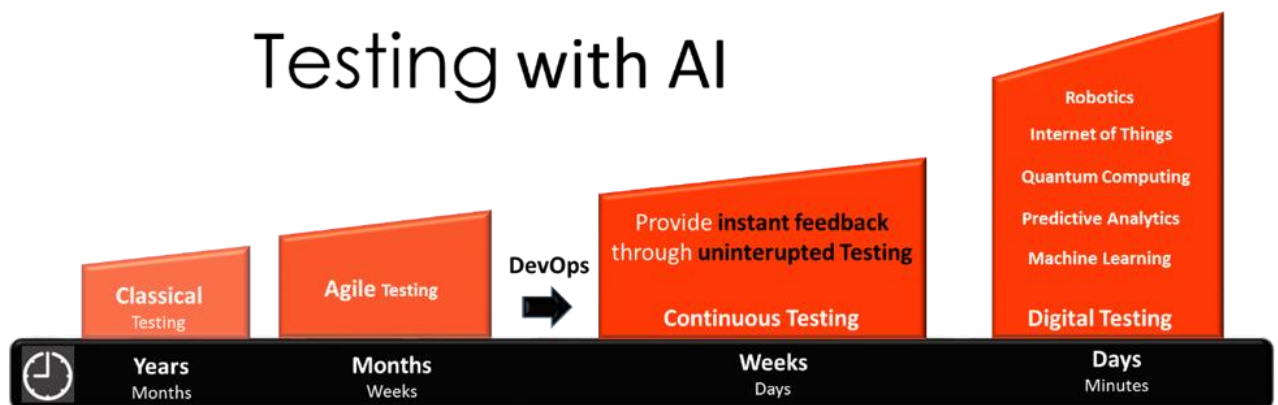 Testing with AI
Classical
Testing
Agile Testing
DevOps
Provide instant feedback
through uninterupted Testing
Continuous Testing
Robotics
Internet of Things
Quantum Computing
Predictive Analytics
Machine Learning
Digital Testing
Years
Months
Months
Weeks
Weeks
Days
Days
Minutes